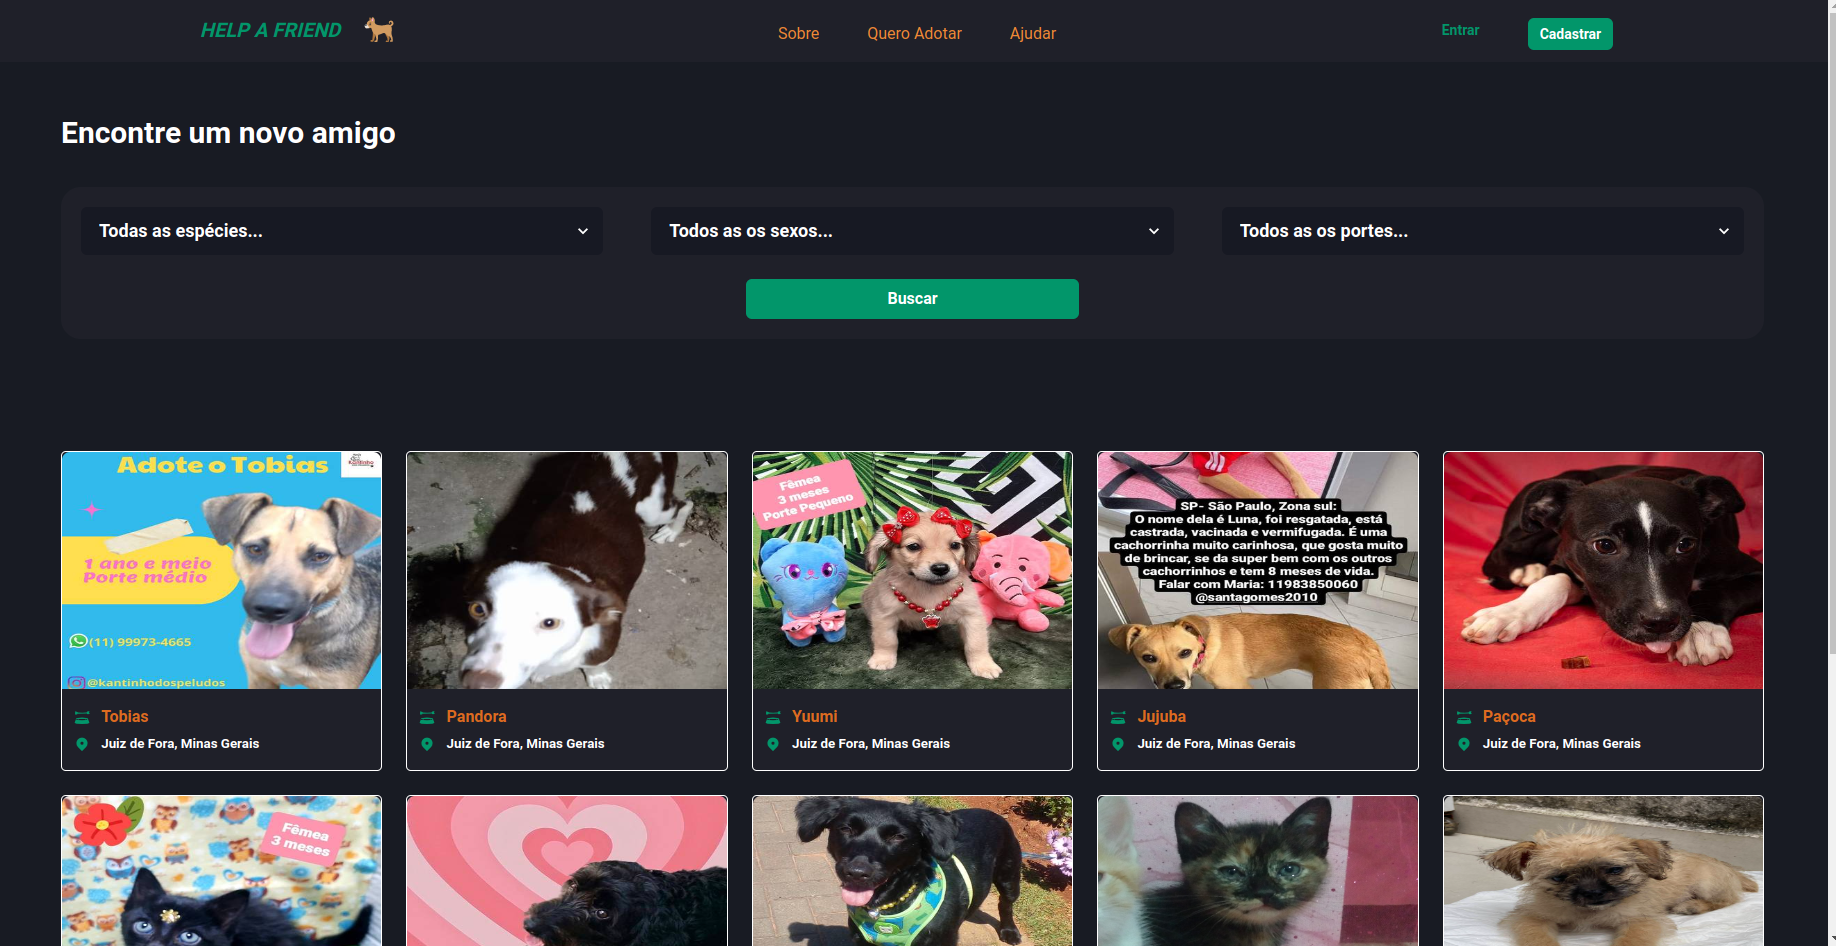 HELP A FRIEND
Sobre
Quero Adotar
Ajudar
Entrar
Cadastrar
Encontre um novo amigo
Todas as espécies...
Todos as os sexos...
Todos as os portes...
Buscar
Adote o Tobias
1 ano e meio
Porte médio
(11) 99973-4665
@kantinhodospeludos
Fêmea
3 meses
Porte Pequeno
SP- São Paulo, Zona sul:
O nome dela é Luna, foi resgatada, está
castrada, vacinada e vermifugada. É uma
cachorrinha muito carinhosa, que gosta muito
de brincar, se da super bem com os outros
cachorrinhos e tem 8 meses de vida.
Falar com Maria: 11983850060
@santagomes2010
Tobias
Juiz de Fora, Minas Gerais
Pandora
Juiz de Fora, Minas Gerais
Yuumi
Juiz de Fora, Minas Gerais
Jujuba
Juiz de Fora, Minas Gerais
Paçoca
Juiz de Fora, Minas Gerais
Fêmea
3 meses